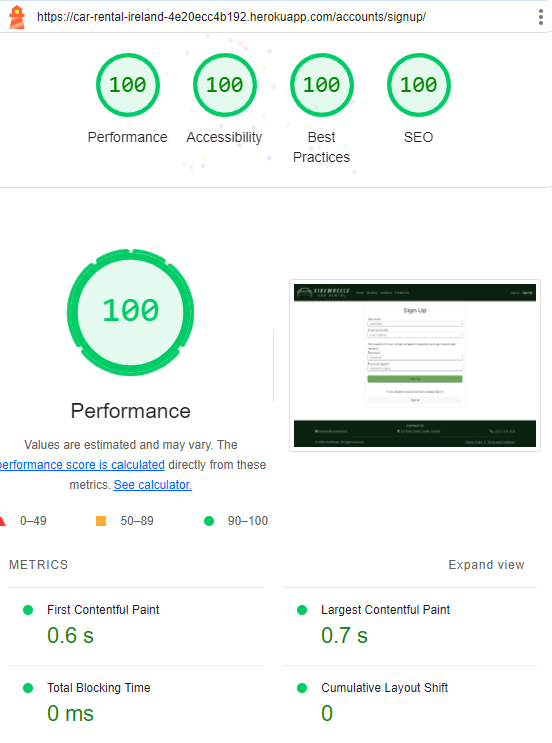 https://car-rental-ireland-4e20ecc4b192.herokuapp.com/accounts/signup/
100 100 100 100
Performance Accessibility Best Practices SEO
100
Performance
Values are estimated and may vary. The
performance score is calculated directly from these
metrics. See calculator.
0–49 50–89 90–100
Sign Up
METRICS Expand view
First Contentful Paint
0.6 s
Largest Contentful Paint
0.7 s
Total Blocking Time
0 ms
Cumulative Layout Shift
0